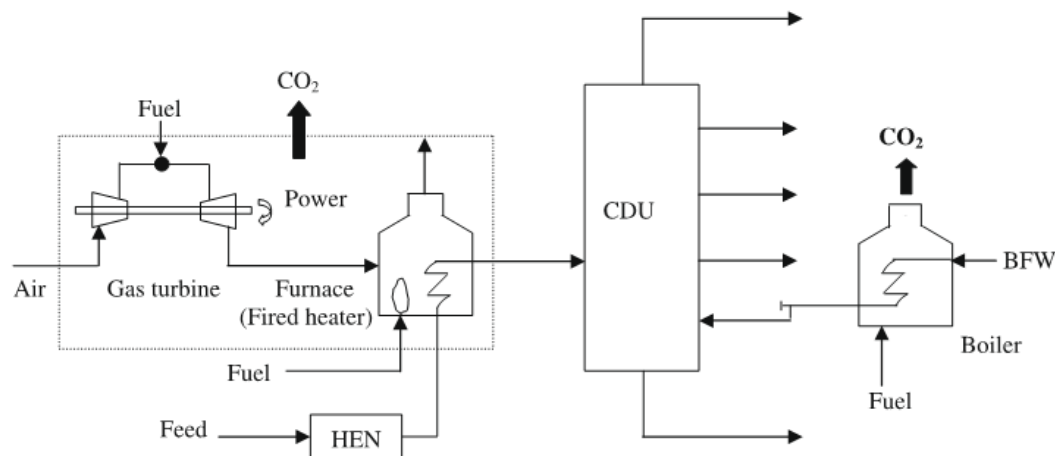 CO₂
Fuel
Power
CDU
CO₂
BFW
Air
Gas turbine
Furnace
(Fired heater)
Boiler
Fuel
Fuel
Feed
HEN